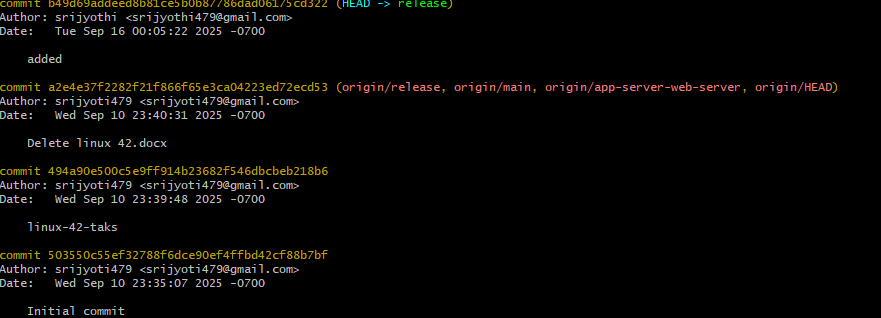 commit b49d69addeed8b81ce5b0b87786dad06175cd322 (HEAD -> release)
Author: srijyothi <srijyothi479@gmail.com>
Date:   Tue Sep 16 00:05:22 2025 -0700
added
commit a2e4e37f2282f21f866f65e3ca04223ed72ecd53 (origin/release, origin/main, origin/app-server-web-server, origin/HEAD)
Author: srijyoti479 <srijyoti479@gmail.com>
Date:   Wed Sep 10 23:40:31 2025 -0700
Delete linux 42.docx
commit 494a90e500c5e9ff914b23682f546dbcbeb218b6
Author: srijyoti479 <srijyoti479@gmail.com>
Date:   Wed Sep 10 23:39:48 2025 -0700
linux-42-taks
commit 503550c55ef32788f6dce90ef4ffbd42cf88b7bf
Author: srijyoti479 <srijyoti479@gmail.com>
Date:   Wed Sep 10 23:35:07 2025 -0700
Initial commit